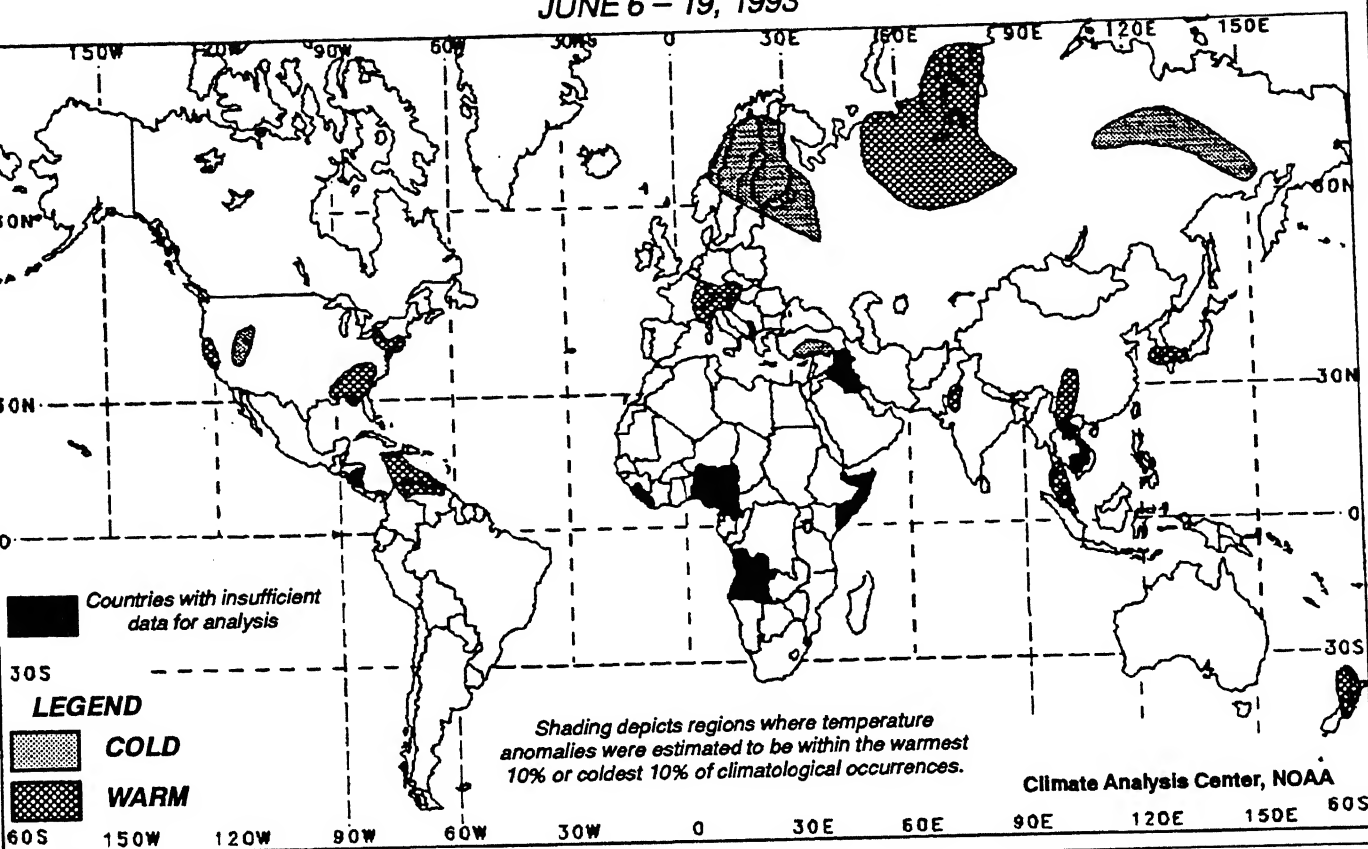 JUNE 6 – 19, 1993
150W 120W 90W 60W 30W 0 30E 60E 90E 120E 150E
60N
60N
30N
30N
0
0
Countries with insufficient
data for analysis
30S
30S
LEGEND
COLD
WARM
Shading depicts regions where temperature
anomalies were estimated to be within the warmest
10% or coldest 10% of climatological occurrences.
Climate Analysis Center, NOAA
60S
60S 150W 120W 90W 60W 30W 0 30E 60E 90E 120E 150E